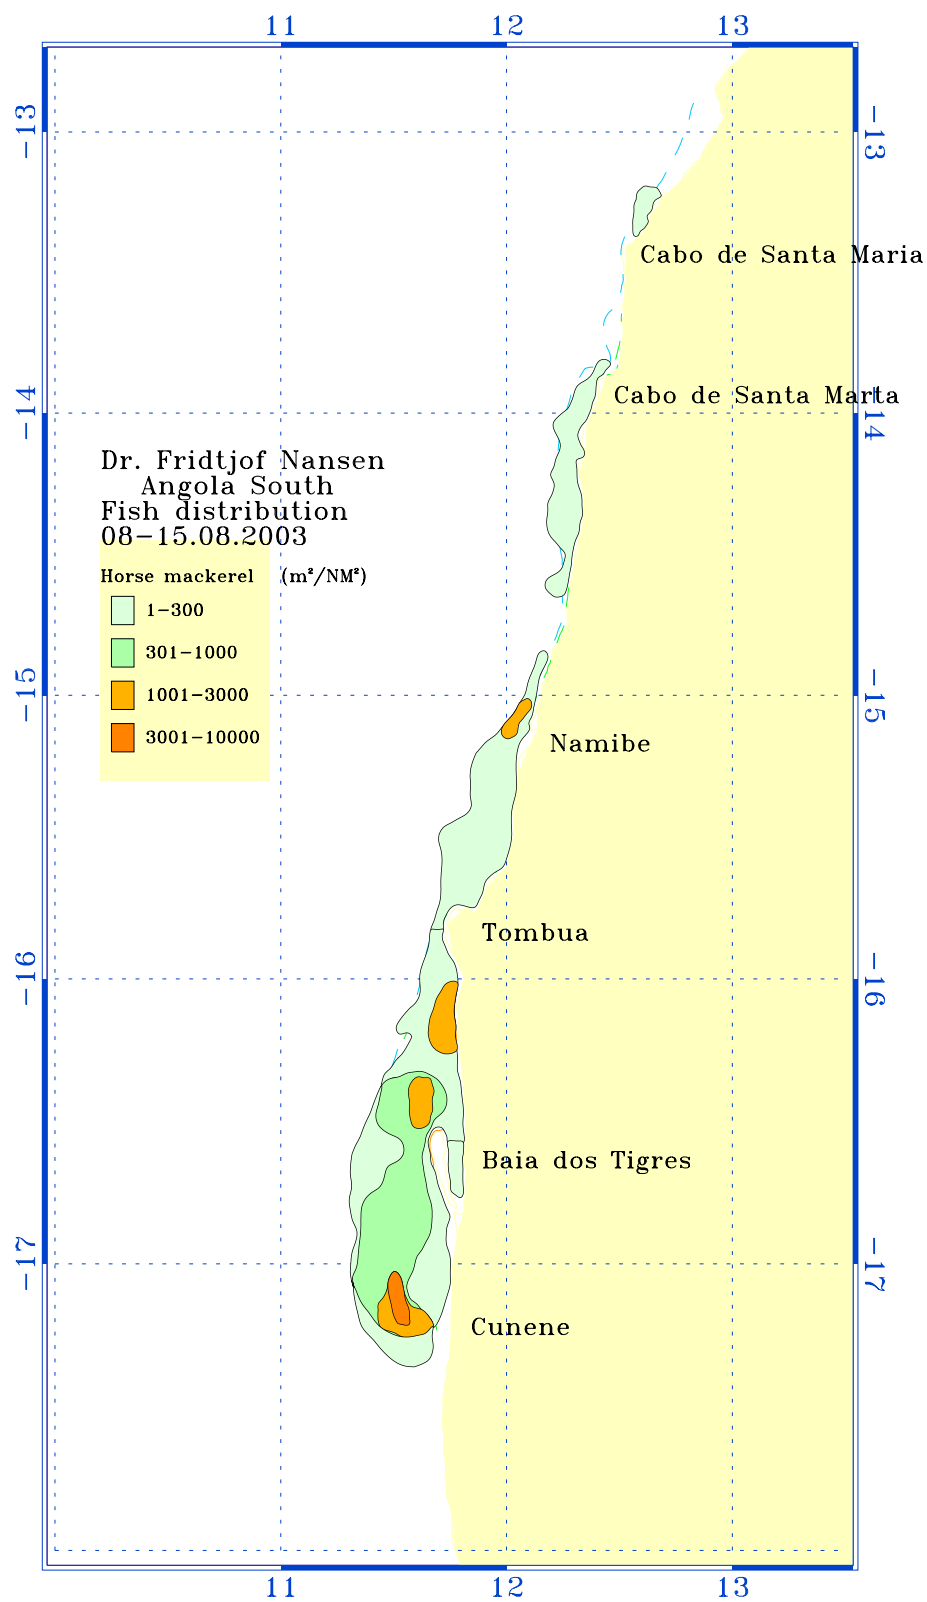 11 12 13
-13 -13
Cabo de Santa Maria
Cabo de Santa Marta
-14 -14
Dr. Fridtjof Nansen
Angola South
Fish distribution
08-15.08.2003
Horse mackerel (m²/NM²)
1-300
301-1000
-15 -15
1001-3000
3001-10000
Namibe
Tombua
-16 -16
Baia dos Tigres
-17 -17
Cunene
11 12 13